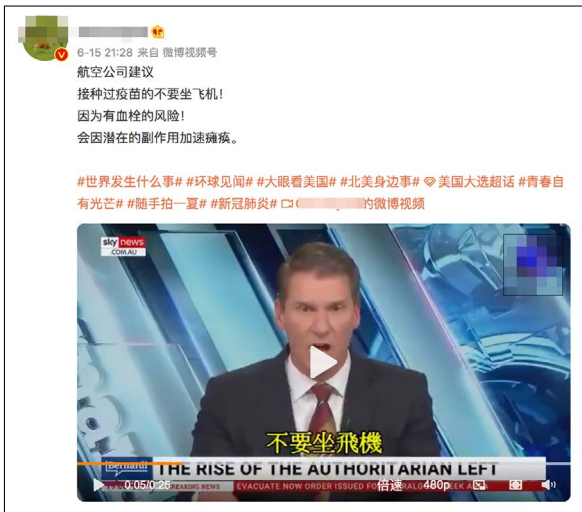 6-15 21:28 来自 微博视频号
航空公司建议
接种过疫苗的不要坐飞机！
因为有血栓的风险！
会因潜在的副作用加速瘫痪。
#世界发生什么事# #环球见闻# #大眼看美国# #北美身边事# 美国大选超话 #青春自
有光芒# #随手拍一夏# #新冠肺炎# 的微博视频
sky news
.COM.AU
不要坐飛機
Bernardi THE RISE OF THE AUTHORITARIAN LEFT
0:05/0:25 倍速 480p
BREAKING NEWS EVACUATE NOW ORDER ISSUED FOR